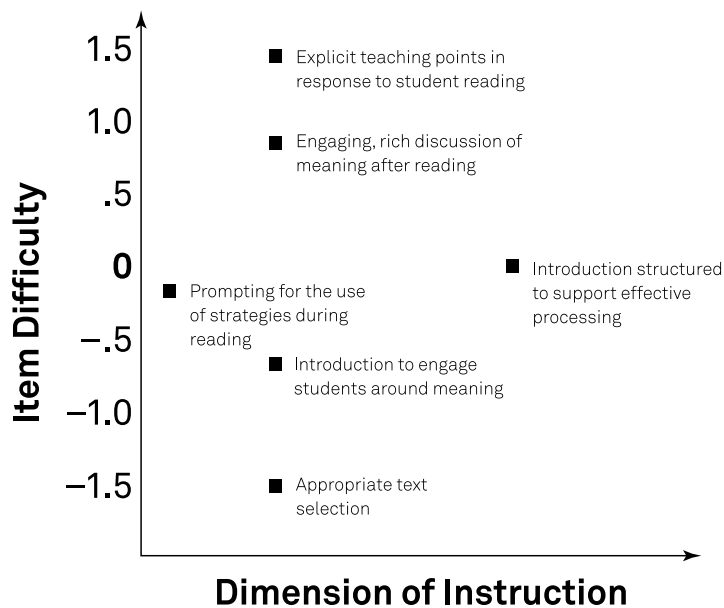 1.5
Explicit teaching points in
response to student reading
1.0
Engaging, rich discussion of
meaning after reading
.5
0
Introduction structured
to support effective
processing
Prompting for the use
of strategies during
reading
–.5
Introduction to engage
students around meaning
–1.0
–1.5
Appropriate text
selection
Item Difficulty
Dimension of Instruction